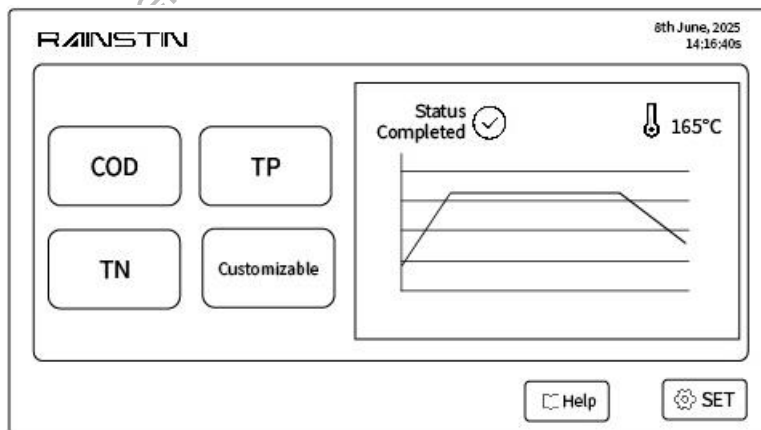 RAINSTIN
8th June, 2025
14:16:40s
COD
TP
TN
Customizable
Status
Completed
165°C
Help
SET